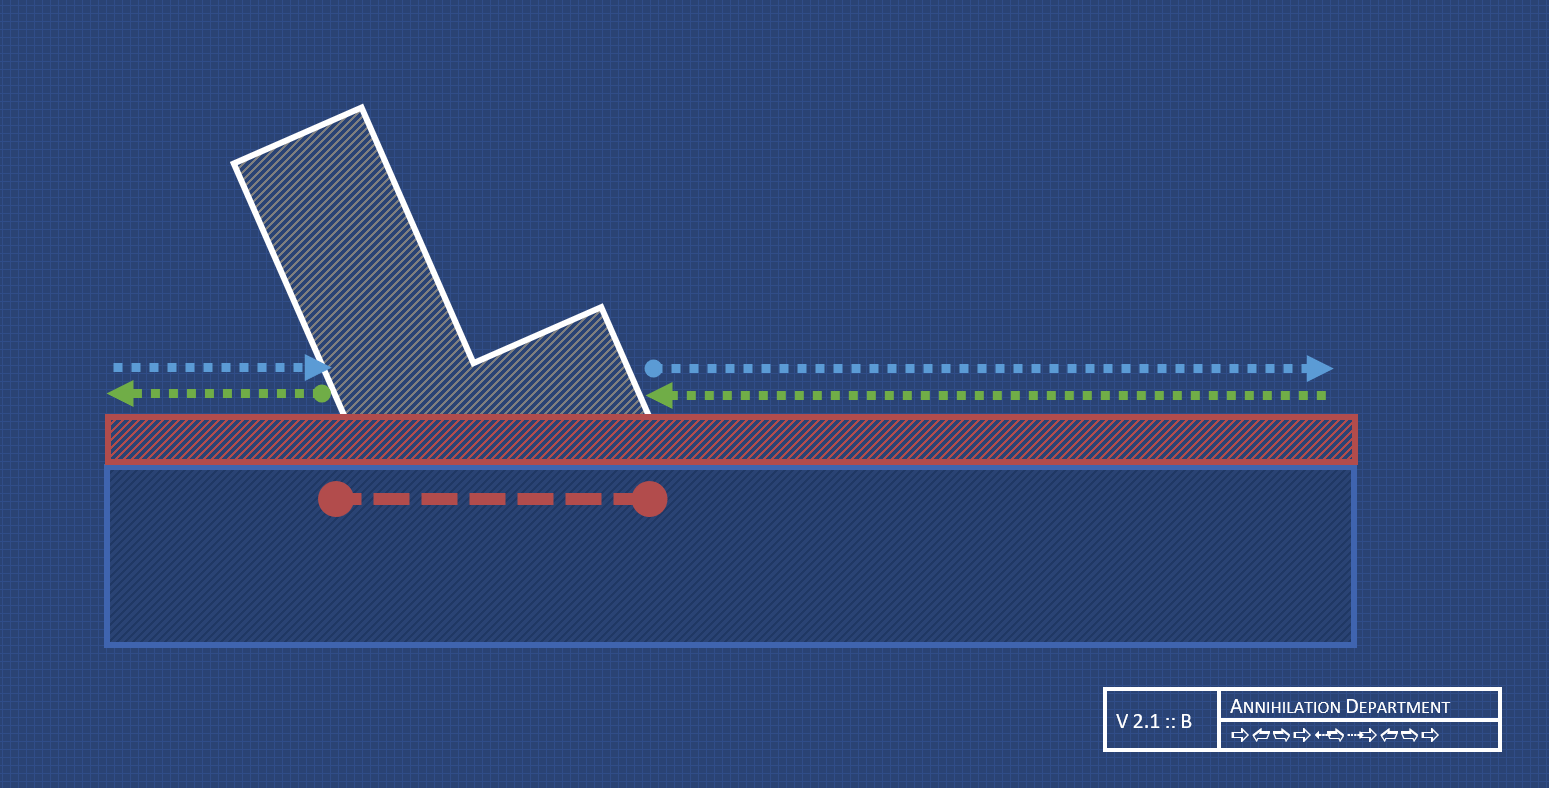 V 2.1 :: B
ANNIHILATION DEPARTMENT